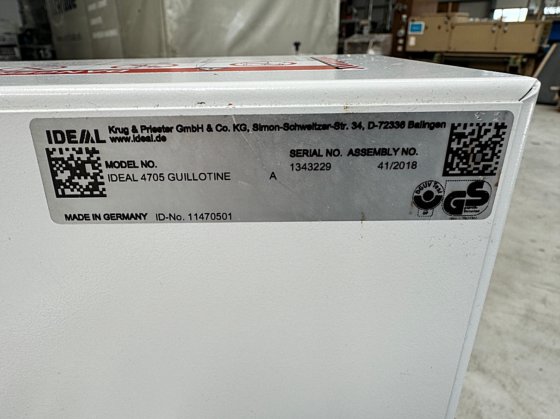 IDEAL Krug & Priester GmbH & Co. KG, Simon-Schweitzer-Str. 34, D-72336 Balingen
www.ideal.de
MODEL NO. SERIAL NO. ASSEMBLY NO.
IDEAL 4705 GUILLOTINE A 1343229 41/2018
MADE IN GERMANY ID-No. 11470501
GS